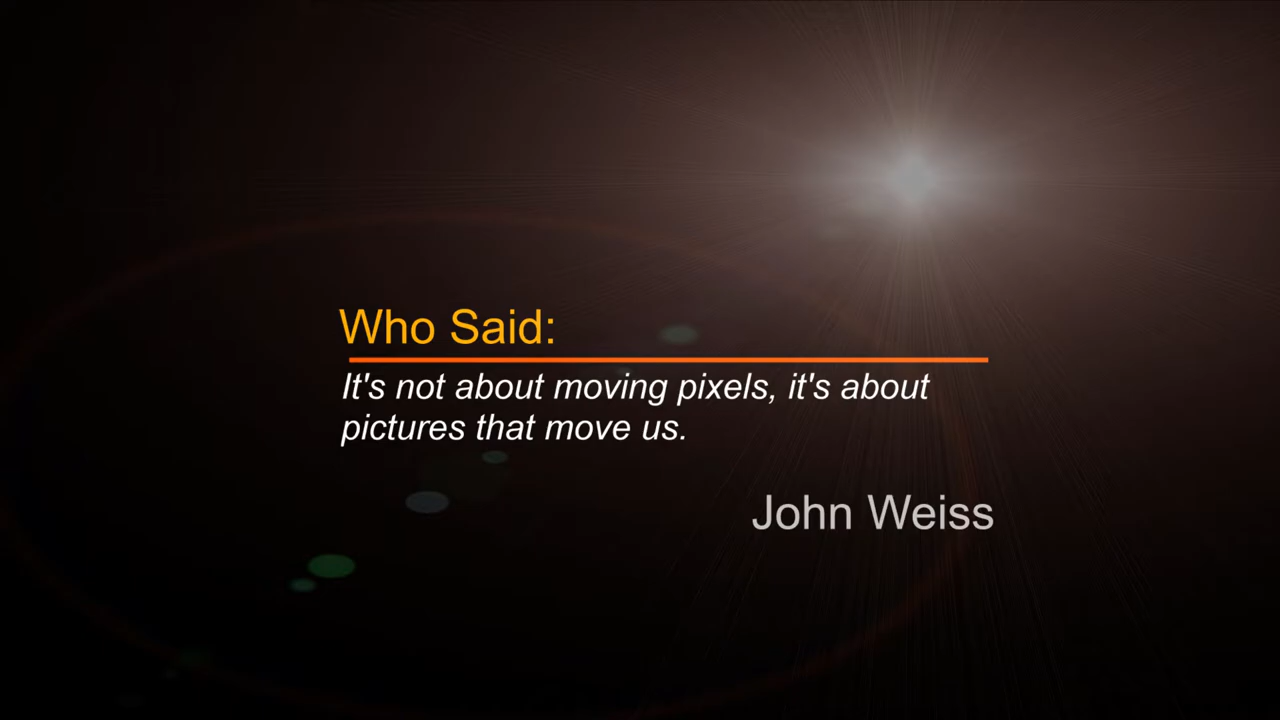 Who Said:
It's not about moving pixels, it's about
pictures that move us.
John Weiss